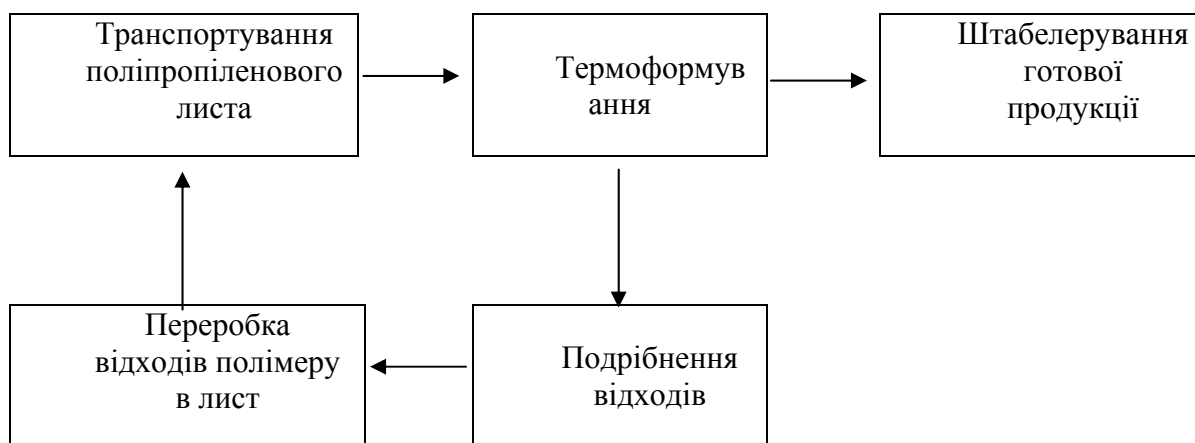 Транспортування
поліпропіленового
листа
Термоформув
ання
Штабелерування
готової
продукції
Переробка
відходів полімеру
в лист
Подрібнення
відходів